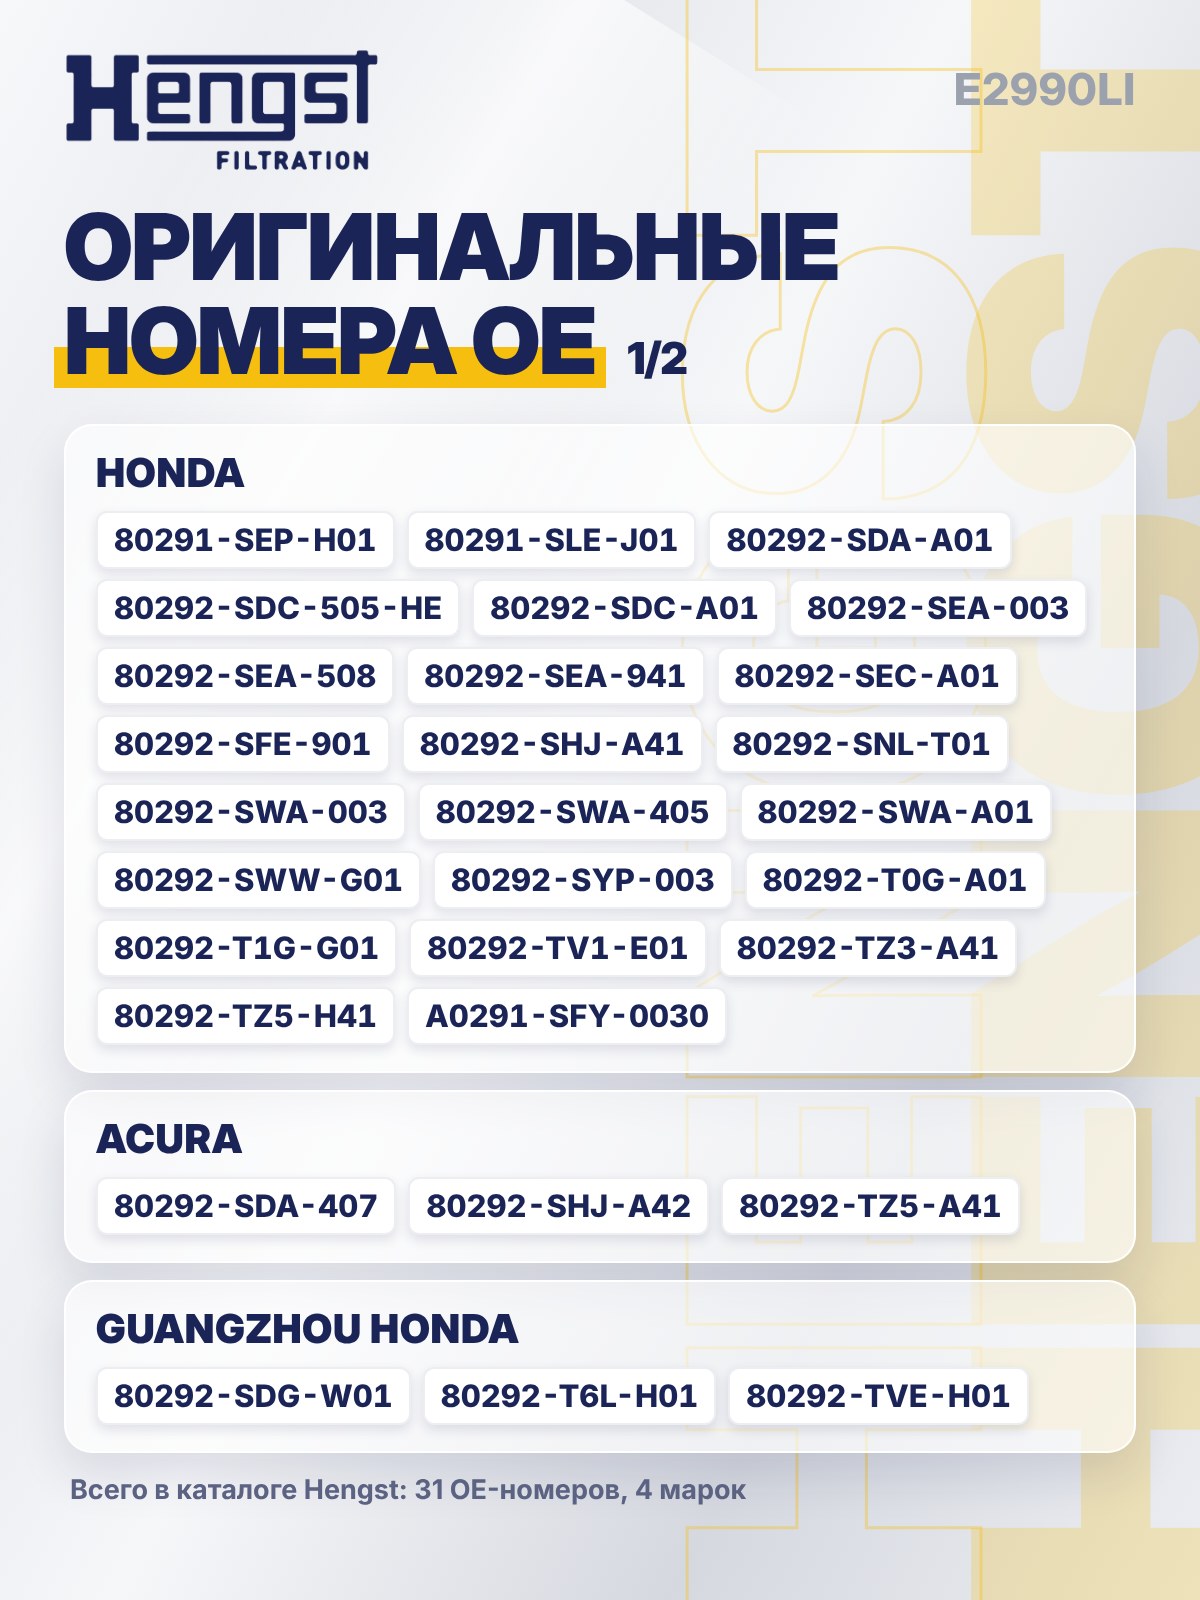 Hengst
FILTRATION
E2990LI
ОРИГИНАЛЬНЫЕ
НОМЕРА OE 1/2
HONDA
80291-SEP-H01 80291-SLE-J01 80292-SDA-A01
80292-SDC-505-HE 80292-SDC-A01 80292-SEA-003
80292-SEA-508 80292-SEA-941 80292-SEC-A01
80292-SFE-901 80292-SHJ-A41 80292-SNL-T01
80292-SWA-003 80292-SWA-405 80292-SWA-A01
80292-SWW-G01 80292-SYP-003 80292-T0G-A01
80292-T1G-G01 80292-TV1-E01 80292-TZ3-A41
80292-TZ5-H41 A0291-SFY-0030
ACURA
80292-SDA-407 80292-SHJ-A42 80292-TZ5-A41
GUANGZHOU HONDA
80292-SDG-W01 80292-T6L-H01 80292-TVE-H01
Всего в каталоге Hengst: 31 OE-номеров, 4 марок
HENGST
HENGST